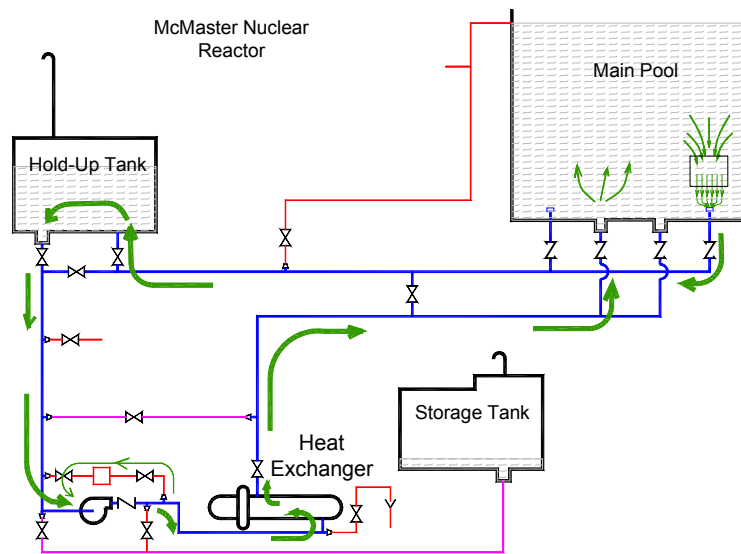 McMaster Nuclear
Reactor
Main Pool
Hold-Up Tank
Storage Tank
Heat
Exchanger